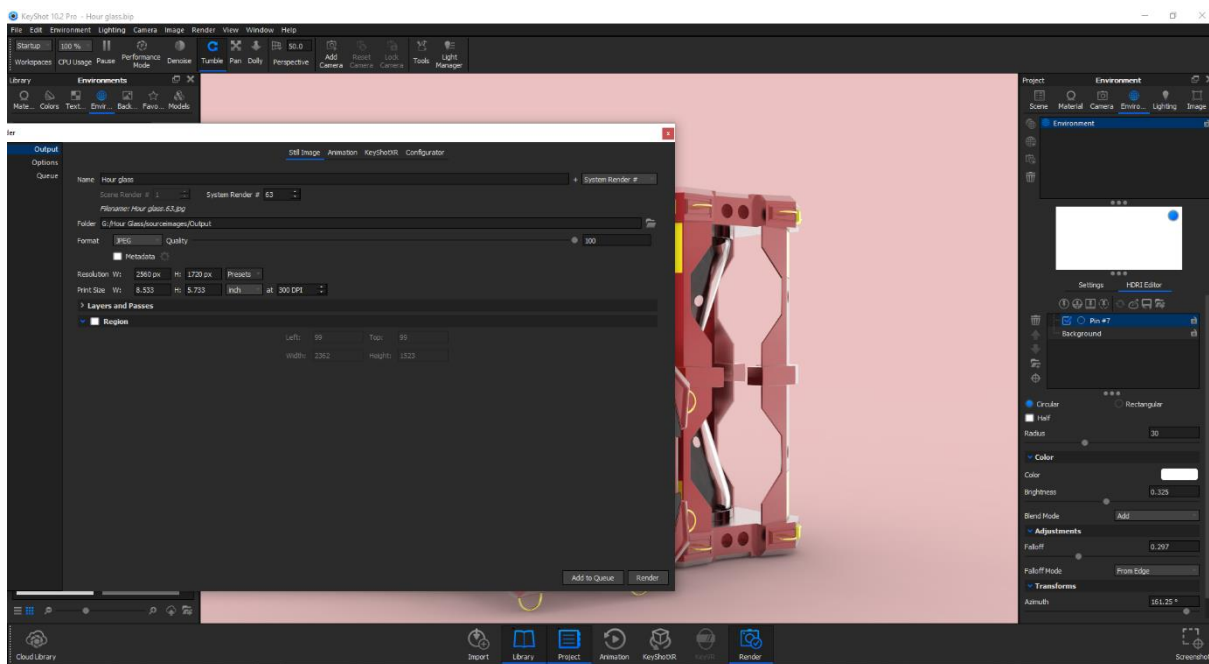 KeyShot 10.2 Pro - Hour glass.bip
File Edit Environment Lighting Camera Image Render View Window Help
Startup 100 % 50.0
Workspaces CPU Usage Pause Performance Mode Denoise Tumble Pan Dolly Perspective Add Camera Reset Camera Lock Camera Tools Light Manager
Library Environments
Mate... Colors Text... Envir... Back... Favo... Models
Project Environment
Scene Material Camera Enviro... Lighting Image
Environment
der
Output
Options
Queue
Still Image Animation KeyShotXR Configurator
Name Hour glass + System Render #
Scene Render # 1 System Render # 63
Filename: Hour glass.63.jpg
Folder G:/Hour Glass/sourceimages/Output
Format JPEG Quality 100
Metadata
Resolution W: 2560 px H: 1720 px Presets
Print Size W: 8.533 H: 5.733 inch at 300 DPI
Layers and Passes
Region
Left: 99 Top: 99
Width: 2362 Height: 1523
Add to Queue Render
Settings HDRI Editor
Pin #7
Background
Circular Rectangular
Half
Radius 30
Color
Color
Brightness 0.325
Blend Mode Add
Adjustments
Falloff 0.297
Falloff Mode From Edge
Transforms
Azimuth 161.25 °
Cloud Library Import Library Project Animation KeyShotXR KeyVR Render Screenshot